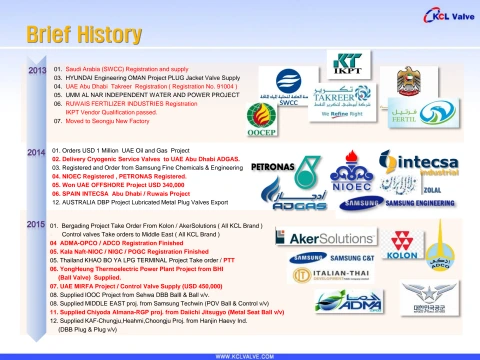 KCL Valve
Brief History
2013
01. Saudi Arabia (SWCC) Registration and supply
03. HYUNDAI Engineering OMAN Project PLUG Jacket Valve Supply
04. UAE Abu Dhabi Takreer Registration ( Registration No. 91004 )
05. UMM AL NAR INDEPENDENT WATER AND POWER PROJECT
06. RUWAIS FERTILIZER INDUSTRIES Registration
IKPT Vendor Qualification passed.
07. Moved to Seongu New Factory
KT
IKPT
SWCC
TAKREER
We Refine Right
FERTIL
OOCEP
2014
01. Orders USD 1 Million UAE Oil and Gas Project
02. Delivery Cryogenic Service Valves to UAE Abu Dhabi ADGAS.
03. Registered and Order from Samsung Fine Chemicals & Engineering
04. NIOEC Registered , PETRONAS Registered.
05. Won UAE OFFSHORE Project USD 340,000
06. SPAIN INTECSA Abu Dhabi / Ruwais Project
12. AUSTRALIA DBP Project Lubricated Metal Plug Valves Export
PETRONAS
NIOEC
intecsa
industrial
ZOLAL
ADGAS
SAMSUNG
SAMSUNG ENGINEERING
2015
01. Bergading Project Take Order From Kolon / AkerSolutions ( All KCL Brand )
Control valves Take orders to Middle East ( All KCL Brand )
04 ADMA-OPCO / ADCO Registration Finished
05. Kala Naft-NIOC / NIGC / POGC Registration Finished
05. Thailand KHAO BO YA LPG TERMINAL Project Take order / PTT
06. YongHeung Thermoelectric Power Plant Project from BHI
(Ball Valve) Supplied.
07. UAE MIRFA Project / Control Valve Supply (USD 450,000)
08. Supplied IOOC Project from Sehwa DBB Balll & Ball v/v.
08. Supplied MIDDLE EAST proj. from Samsung Techwin (POV Ball & Control v/v)
11. Supplied Chiyoda Almana-RGP proj. from Daiichi Jitsugyo (Metal Seat Ball v/v)
12. Supplied KAF-Chungju,Heahmi,Choongju Proj. from Hanjin Haevy Ind.
(DBB Plug & Plug v/v)
AkerSolutions
KOLON
SAMSUNG
SAMSUNG C&T
ADCO
ITALIAN-THAI
DEVELOPMENT
ADMA
WWW.KCLVALVE.COM